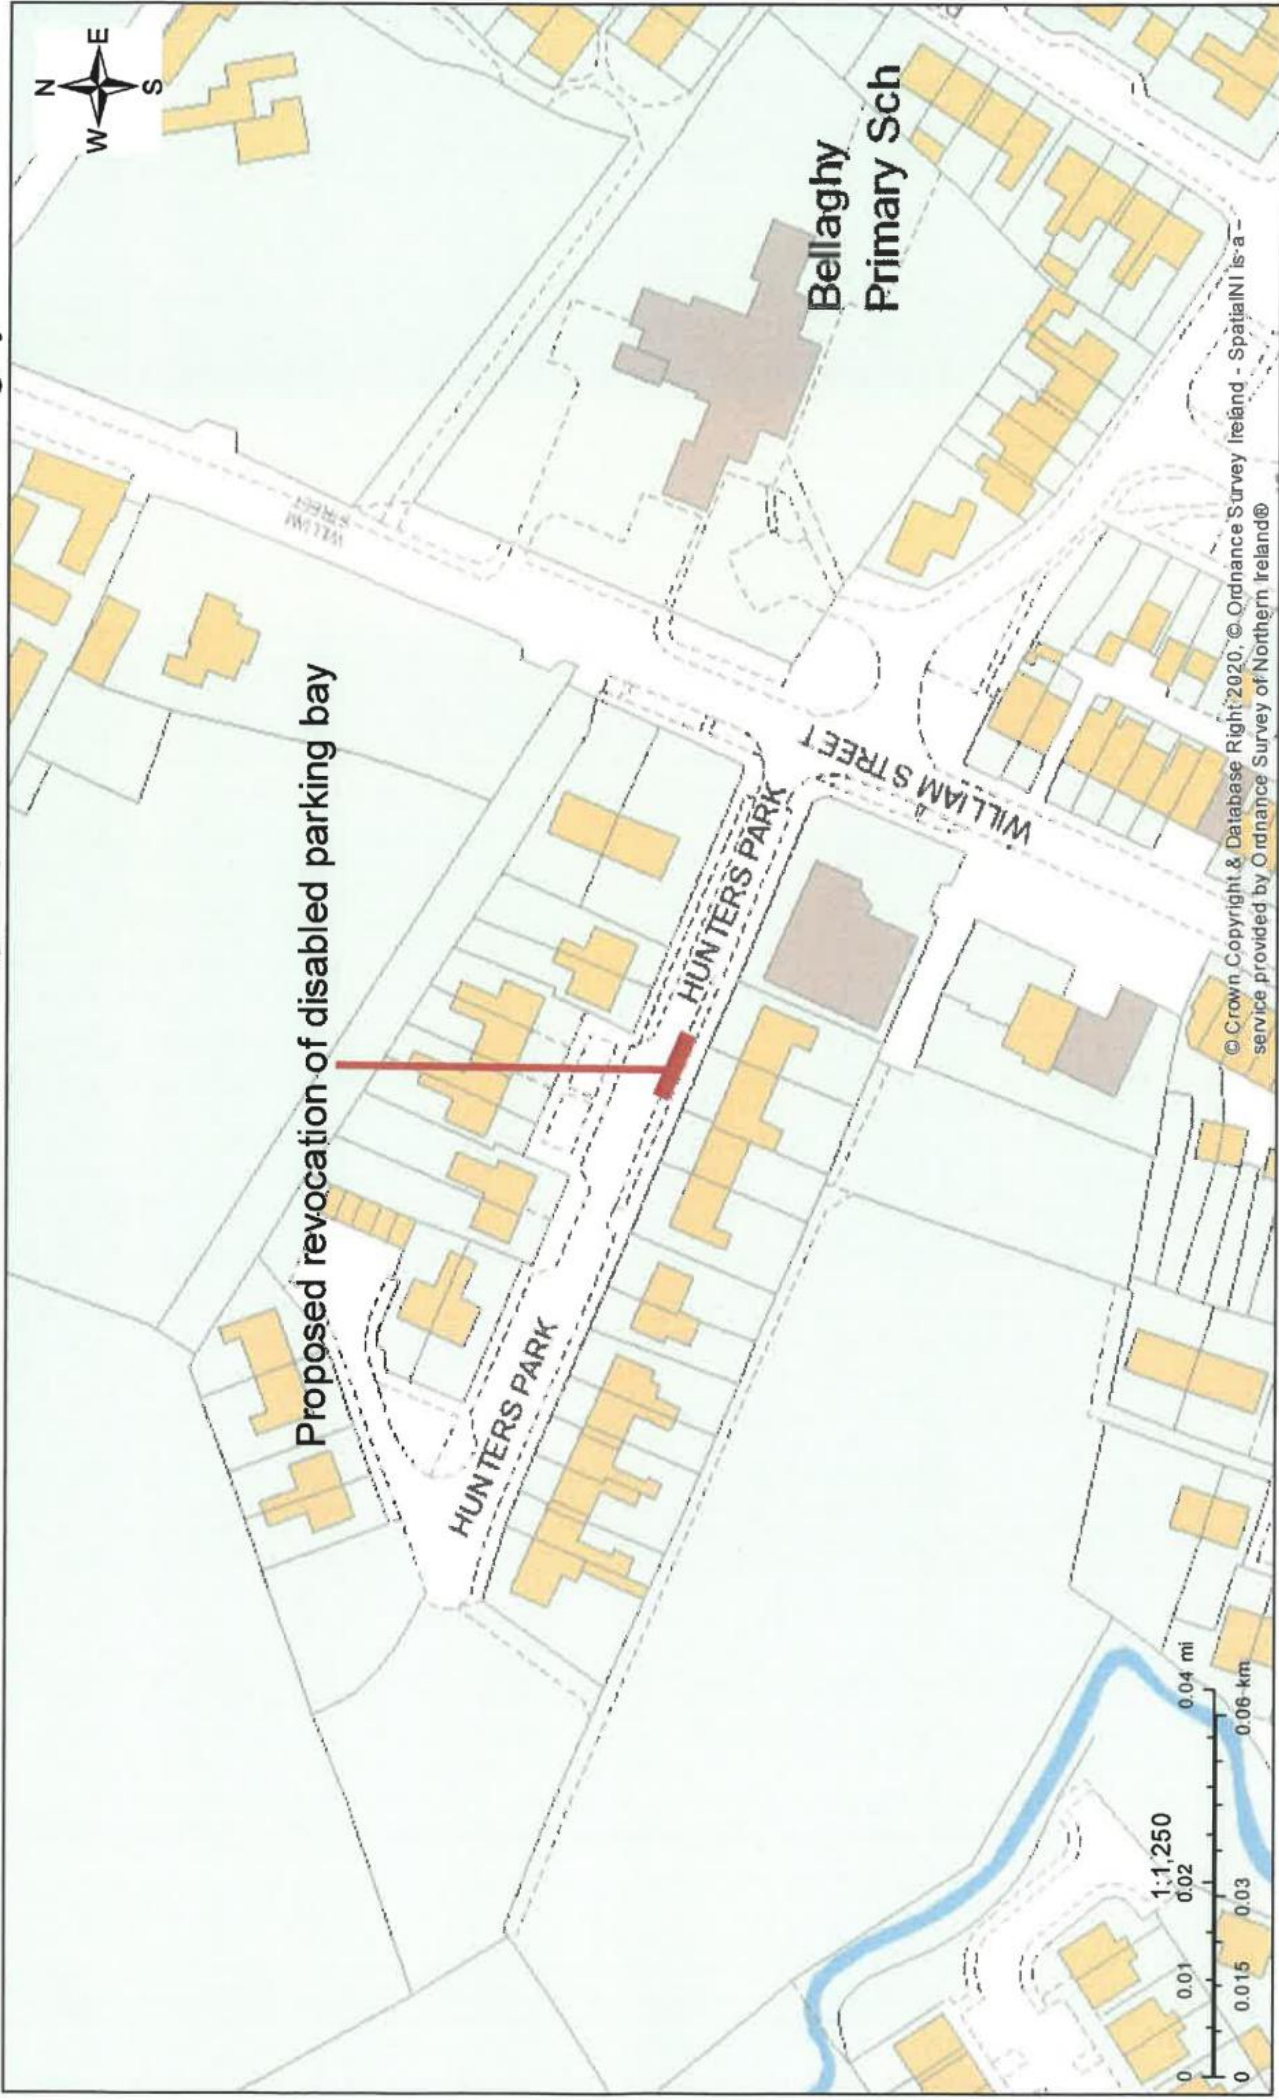 N
W E
S
Proposed revocation of disabled parking bay
Bellaghy
Primary Sch
WILLIAM
STREET
HUNTERS PARK
HUNTERS PARK
WILLIAM STREET
1:1,250
0 0.01 0.02 0.04 mi
0 0.015 0.03 0.06 km
© Crown Copyright & Database Right 2020, © Ordnance Survey Ireland - SpatialNI is a -
service provided by Ordnance Survey of Northern Ireland®